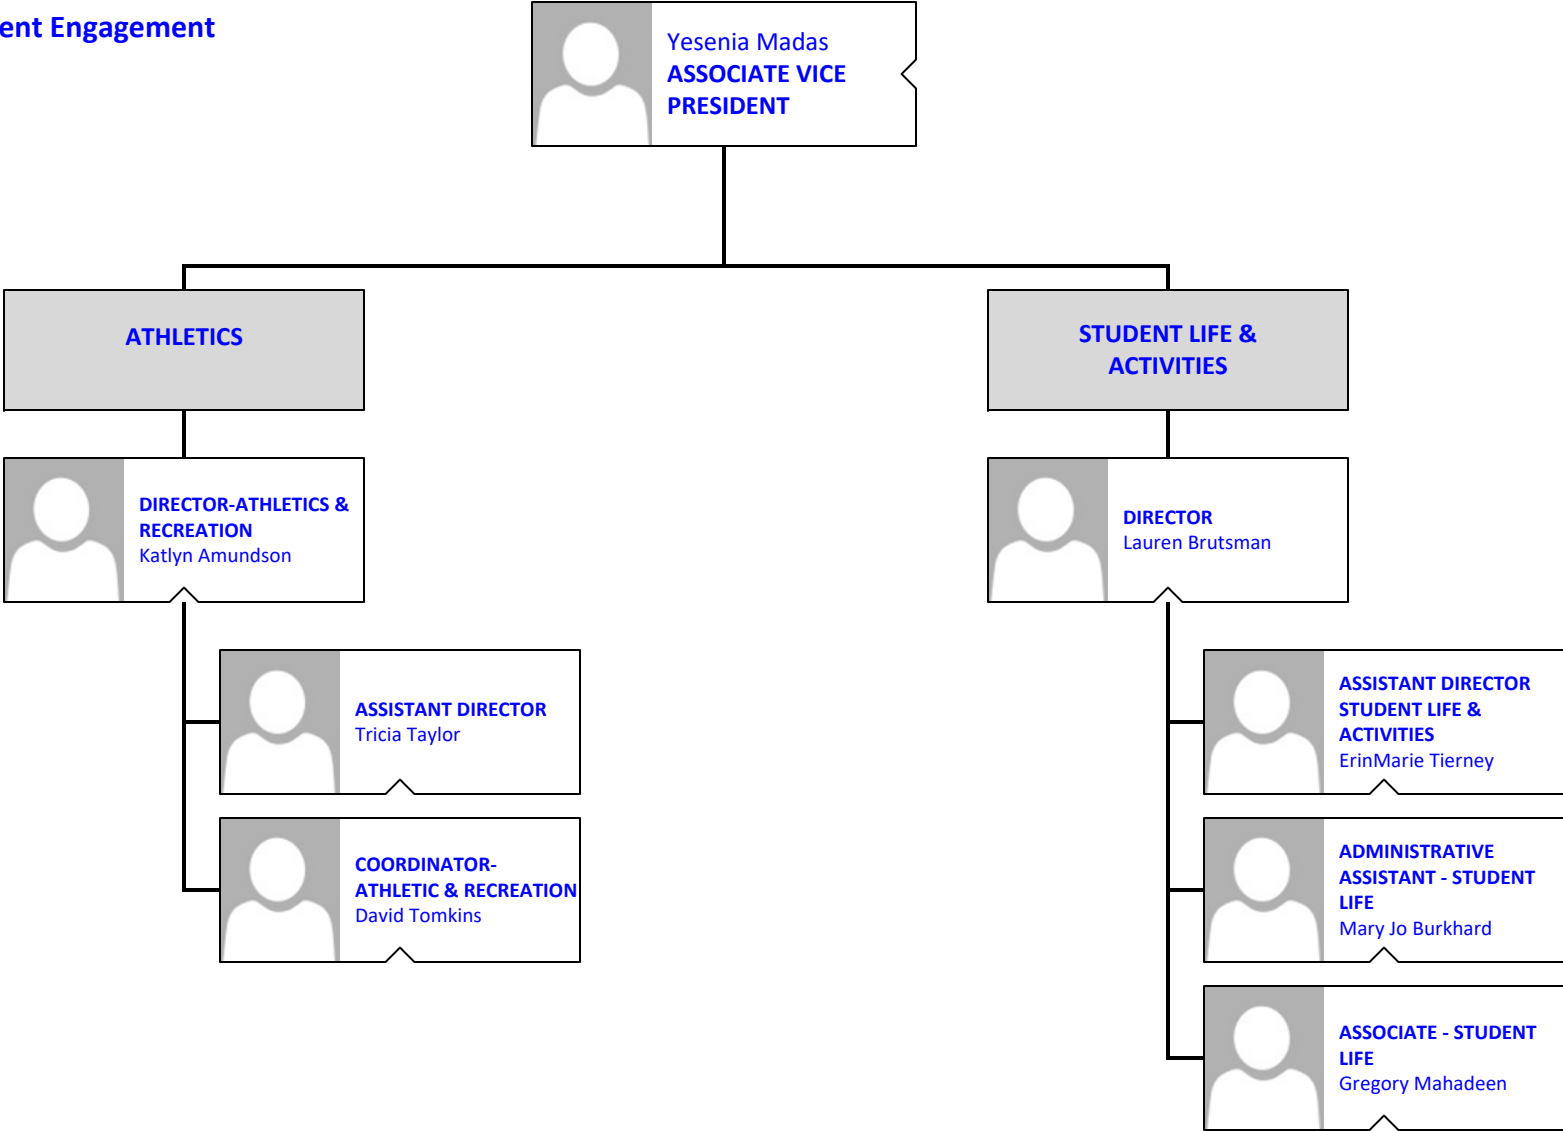 ent Engagement
Yesenia Madas
ASSOCIATE VICE
PRESIDENT
ATHLETICS
STUDENT LIFE &
ACTIVITIES
DIRECTOR-ATHLETICS &
RECREATION
Katlyn Amundson
DIRECTOR
Lauren Brutsman
ASSISTANT DIRECTOR
Tricia Taylor
COORDINATOR-
ATHLETIC & RECREATION
David Tomkins
ASSISTANT DIRECTOR
STUDENT LIFE &
ACTIVITIES
ErinMarie Tierney
ADMINISTRATIVE
ASSISTANT - STUDENT
LIFE
Mary Jo Burkhard
ASSOCIATE - STUDENT
LIFE
Gregory Mahadeen